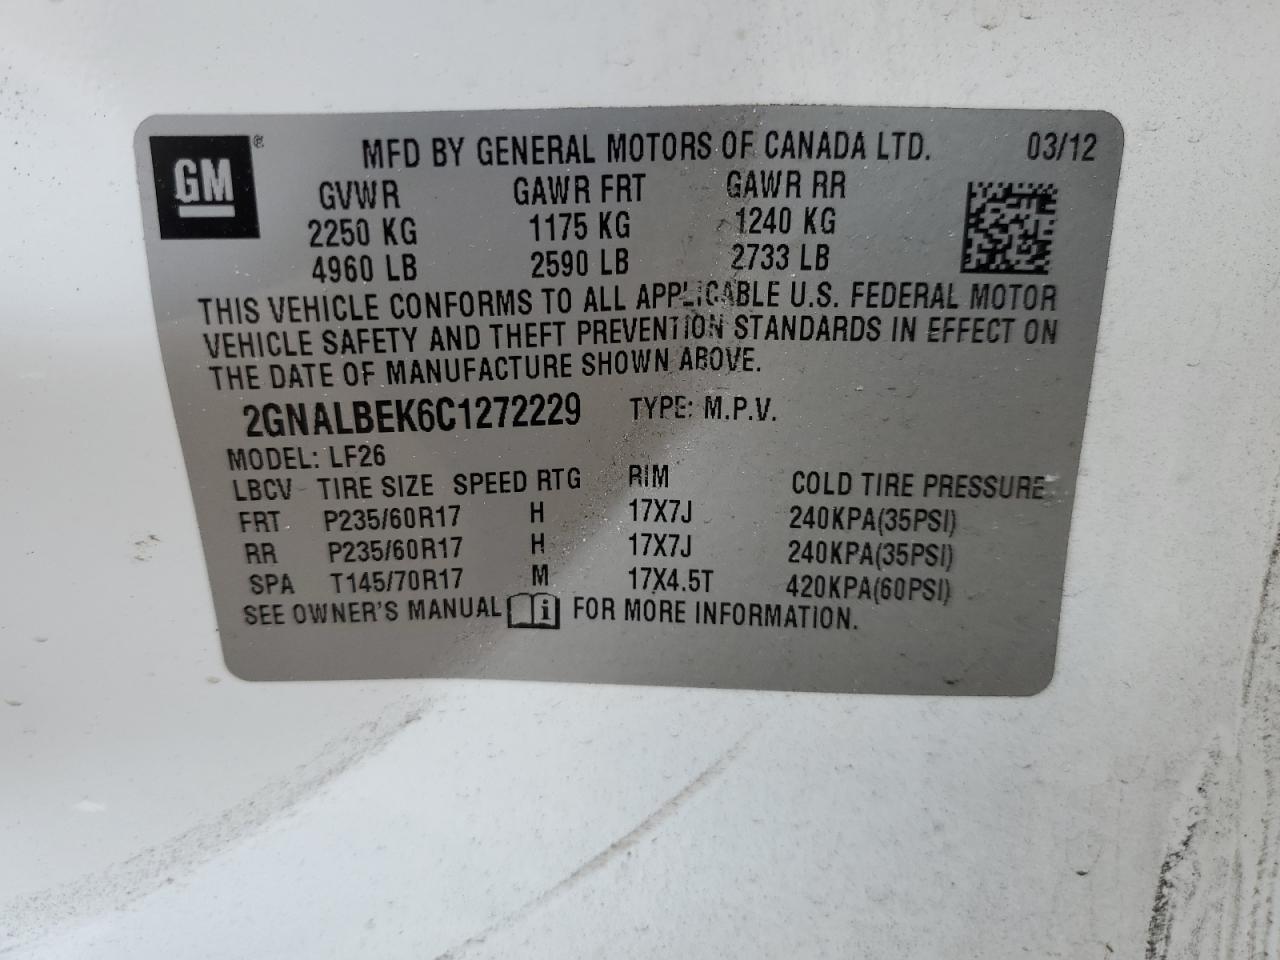 GM ® MFD BY GENERAL MOTORS OF CANADA LTD. 03/12
GVWR GAWR FRT GAWR RR
2250 KG 1175 KG 1240 KG
4960 LB 2590 LB 2733 LB
THIS VEHICLE CONFORMS TO ALL APPLICABLE U.S. FEDERAL MOTOR
VEHICLE SAFETY AND THEFT PREVENTION STANDARDS IN EFFECT ON
THE DATE OF MANUFACTURE SHOWN ABOVE.
2GNALBEK6C1272229 TYPE: M.P.V.
MODEL: LF26
LBCV TIRE SIZE SPEED RTG RIM COLD TIRE PRESSURE
FRT P235/60R17 H 17X7J 240KPA(35PSI)
RR P235/60R17 H 17X7J 240KPA(35PSI)
SPA T145/70R17 M 17X4.5T 420KPA(60PSI)
SEE OWNER'S MANUAL i FOR MORE INFORMATION.